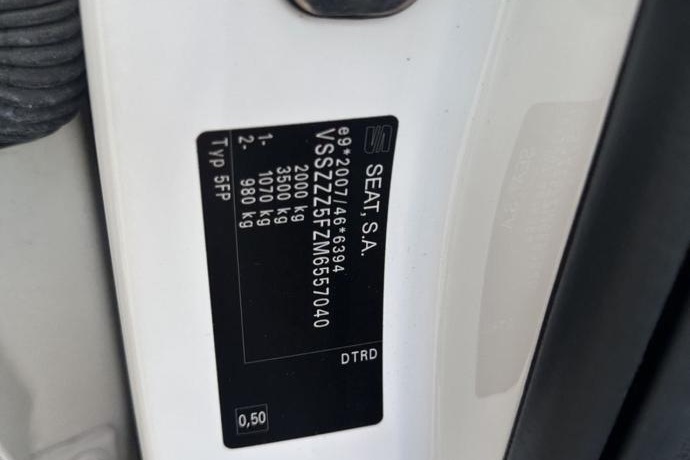 SEAT, S.A.
e9*2007/46*6394
VSSZZZ5FZM6557040
2000 kg
3500 kg
1- 1070 kg
2- 980 kg
Typ 5FP
DTRD
0,50